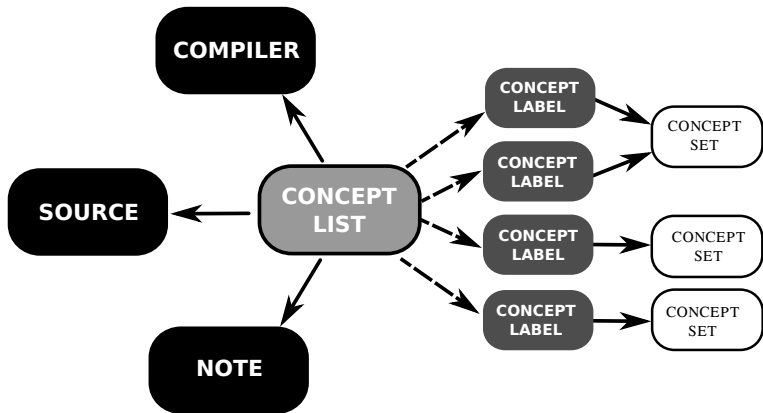 COMPILER
SOURCE
NOTE
CONCEPT
LIST
CONCEPT
LABEL
CONCEPT
LABEL
CONCEPT
LABEL
CONCEPT
LABEL
CONCEPT
SET
CONCEPT
SET
CONCEPT
SET